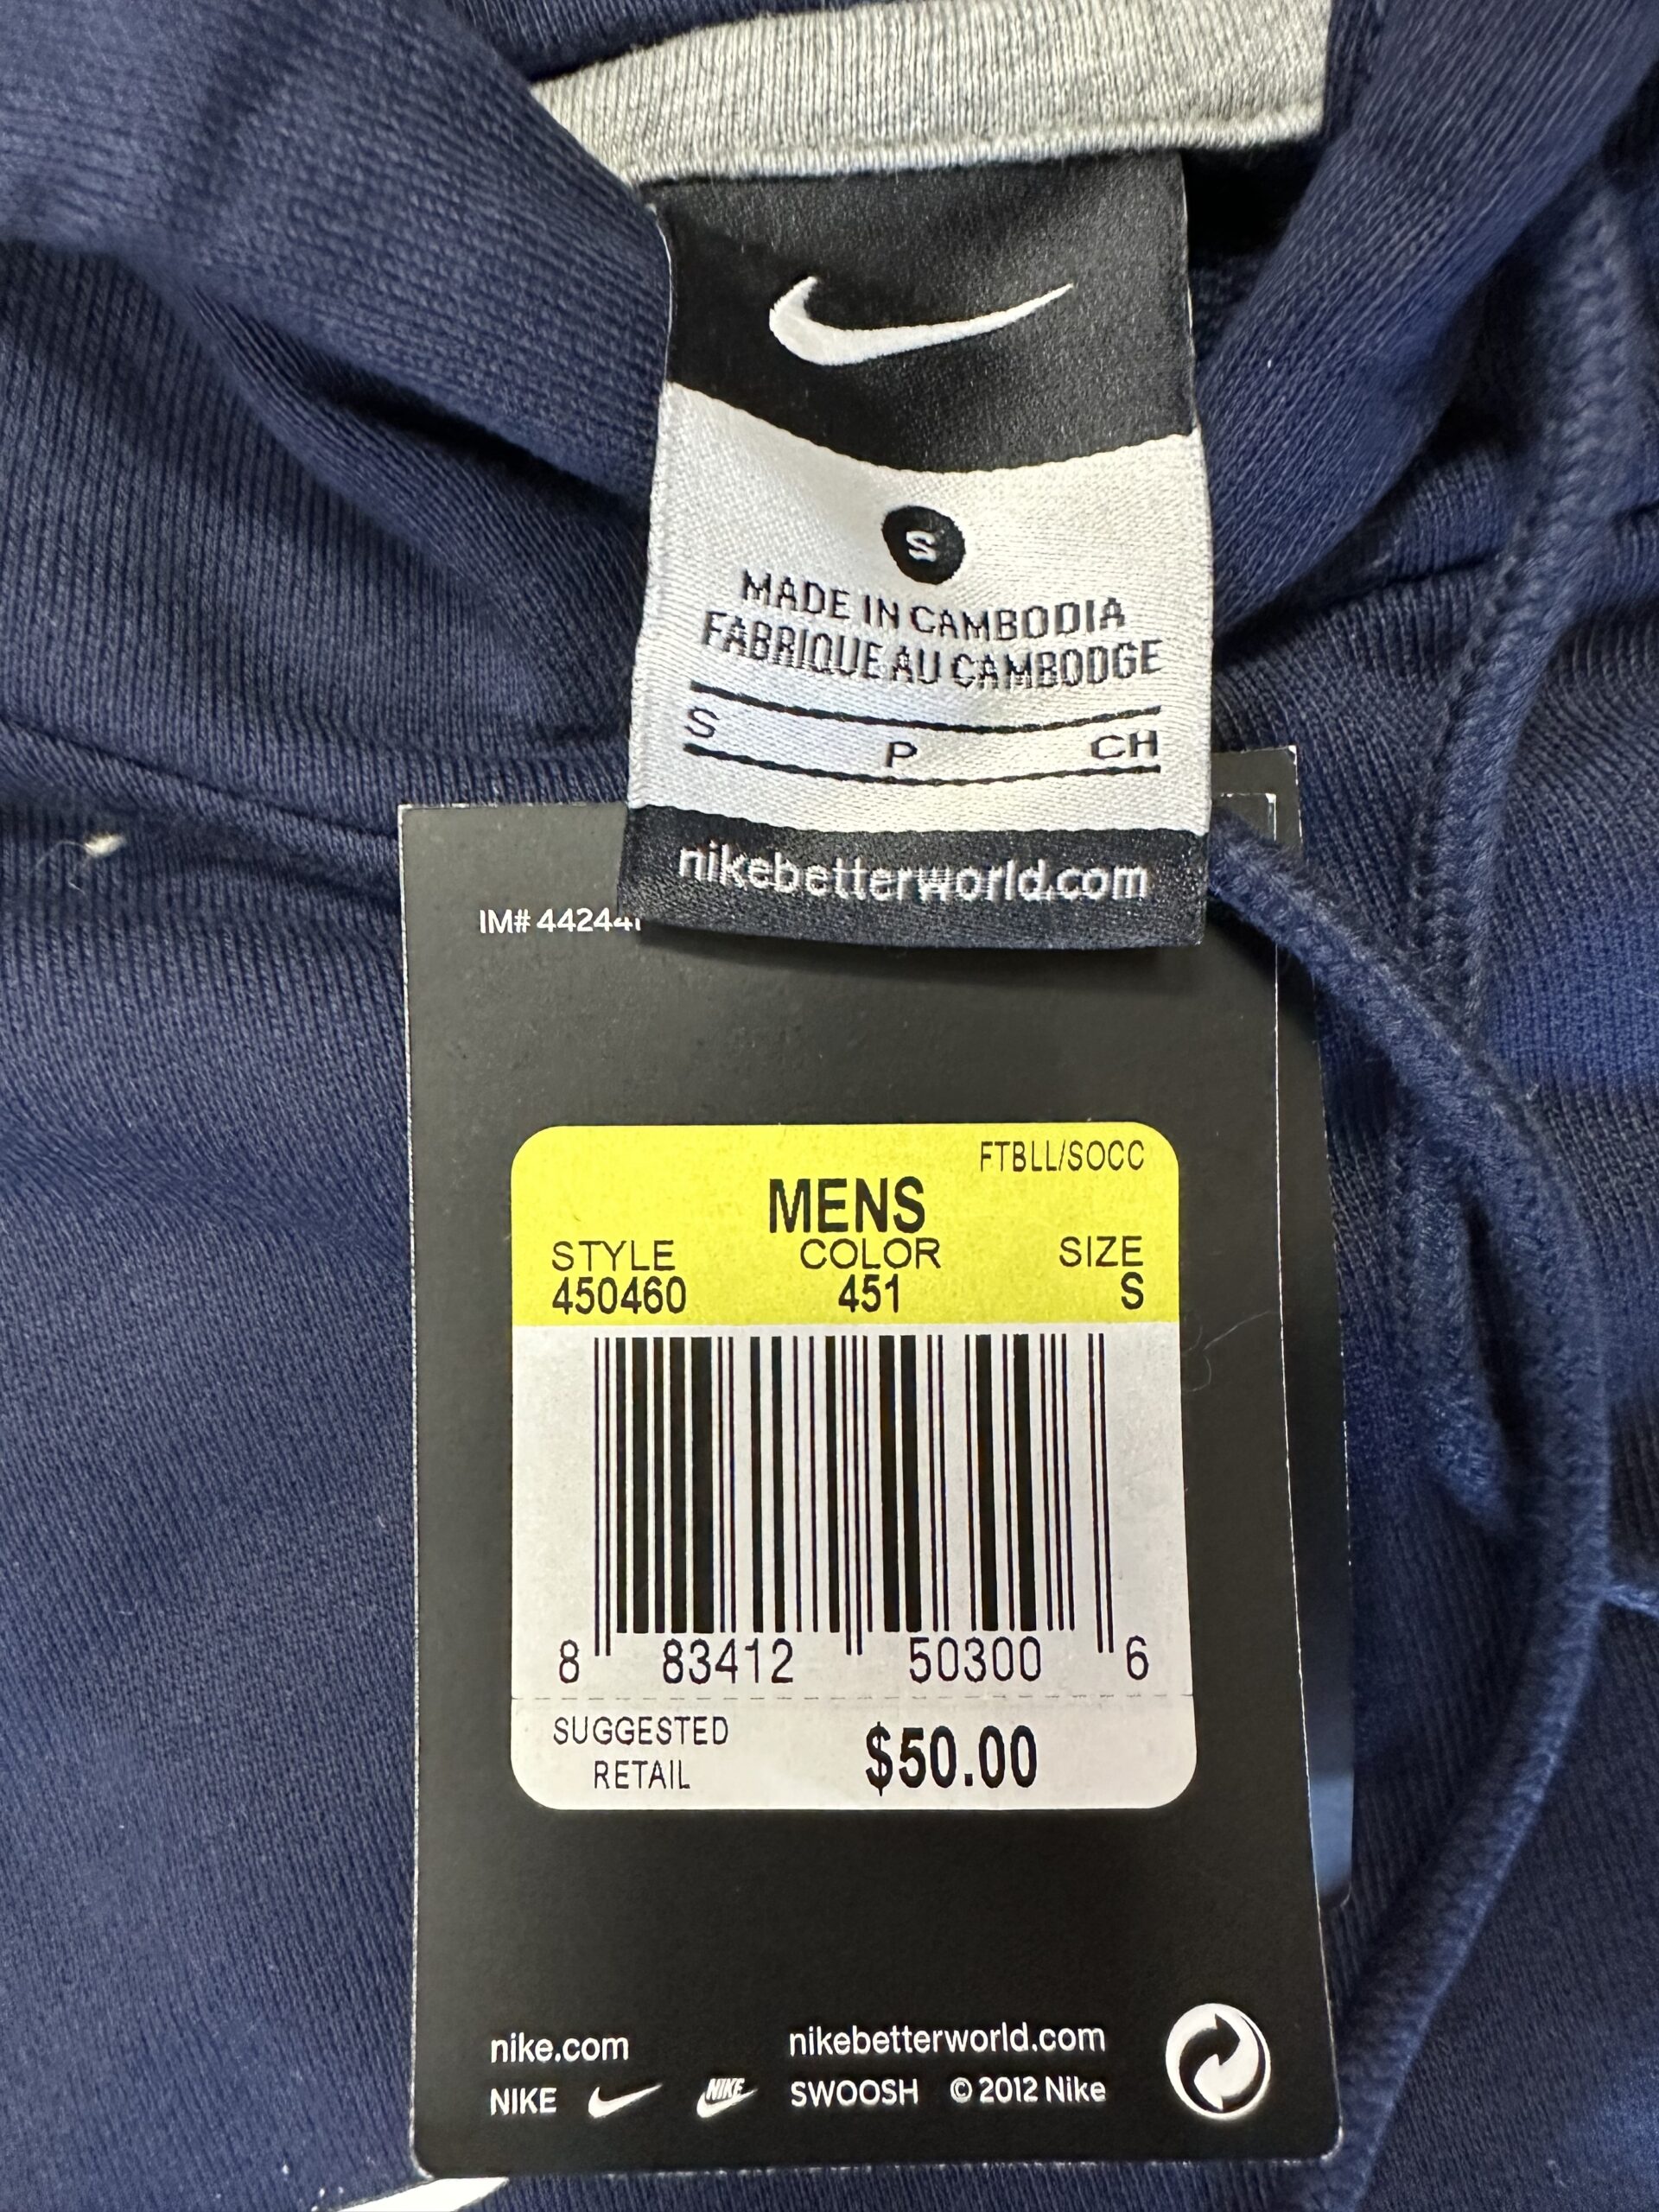 S
MADE IN CAMBODIA
FABRIQUE AU CAMBODGE
S P CH
nikebetterworld.com
IM#
FTBLL/SOCC
MENS
STYLE COLOR SIZE
450460 451 S
8 83412 50300 6
SUGGESTED
RETAIL
$50.00
nike.com nikebetterworld.com
NIKE NIKE SWOOSH © 2012 Nike